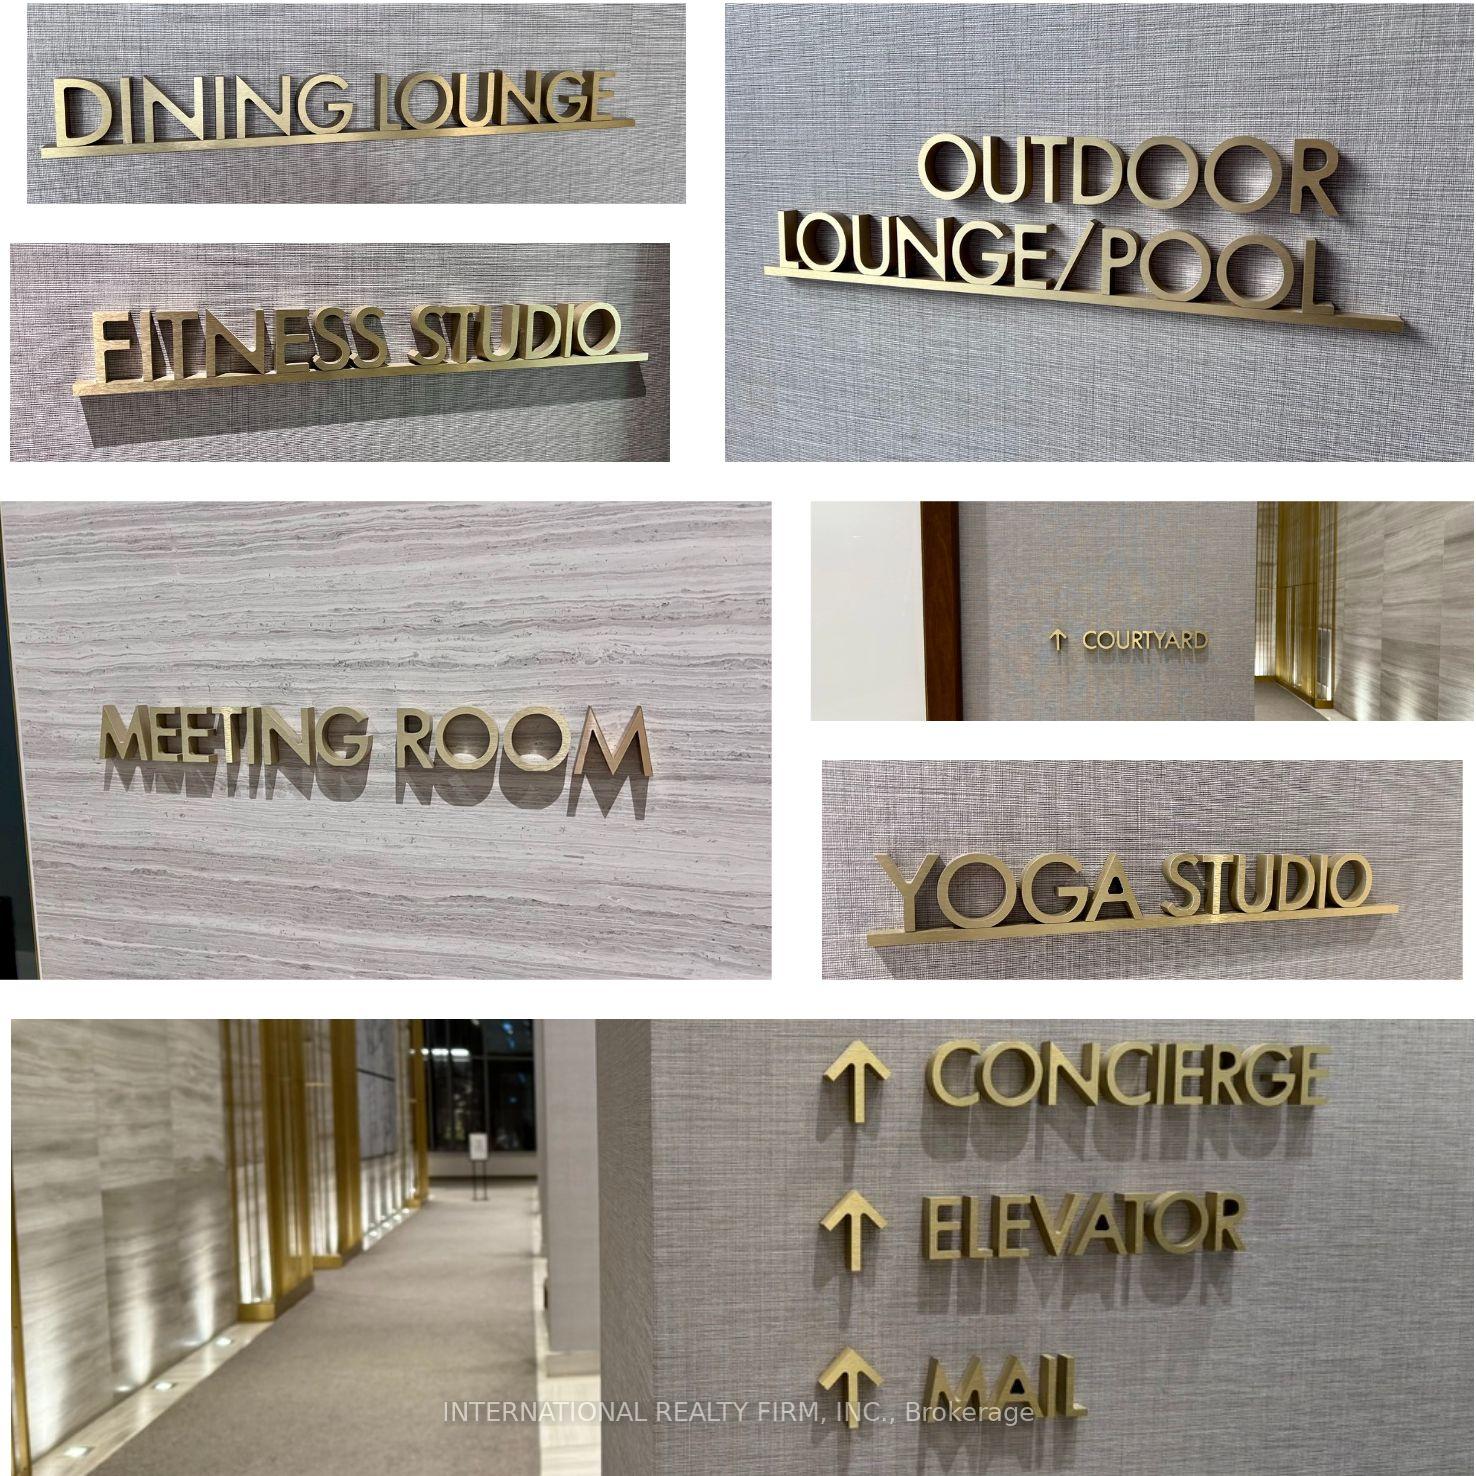 DINING LOUNGE
OUTDOOR
LOUNGE/POOL
FITNESS STUDIO
MEETING ROOM
↑ COURTYARD
YOGA STUDIO
↑ CONCIERGE
↑ ELEVATOR
↑ MAIL
INTERNATIONAL REALTY FIRM, INC., Brokerage